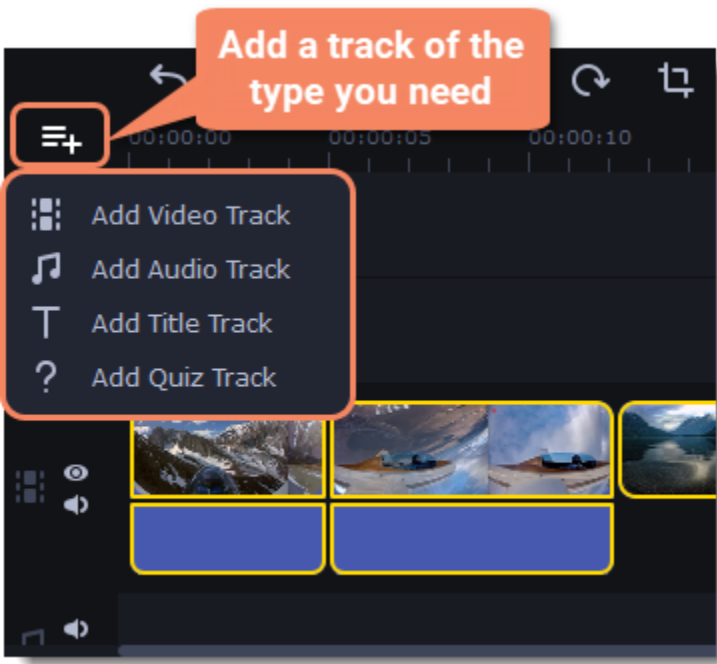 Add a track of the
type you need
00:00:00 00:00:05 00:00:10
Add Video Track
Add Audio Track
Add Title Track
Add Quiz Track